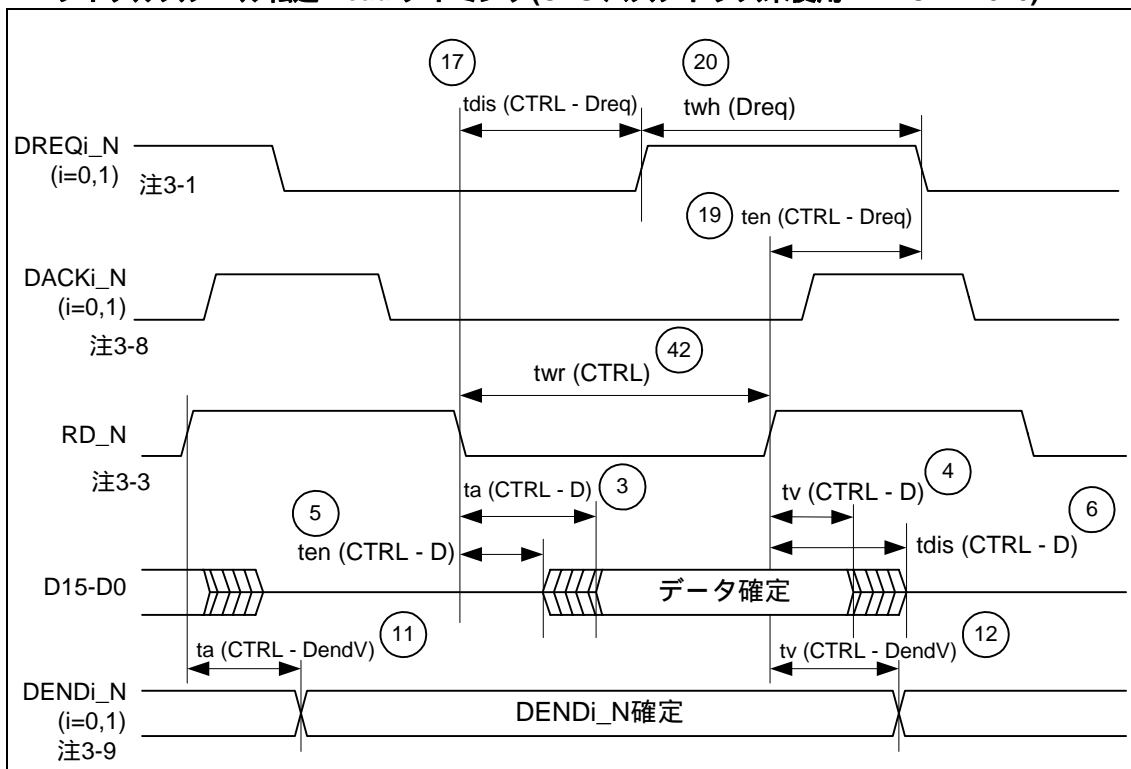 17
20
tdis (CTRL - Dreq)
twh (Dreq)
DREQi_N
(i=0,1)
注3-1
19
ten (CTRL - Dreq)
DACKi_N
(i=0,1)
注3-8
42
twr (CTRL)
RD_N
注3-3
ta (CTRL - D)
3
tv (CTRL - D)
4
5
ten (CTRL - D)
6
tdis (CTRL - D)
D15-D0
データ確定
ta (CTRL - DendV)
11
tv (CTRL - DendV)
12
DENDi_N
(i=0,1)
注3-9
DENDi_N確定